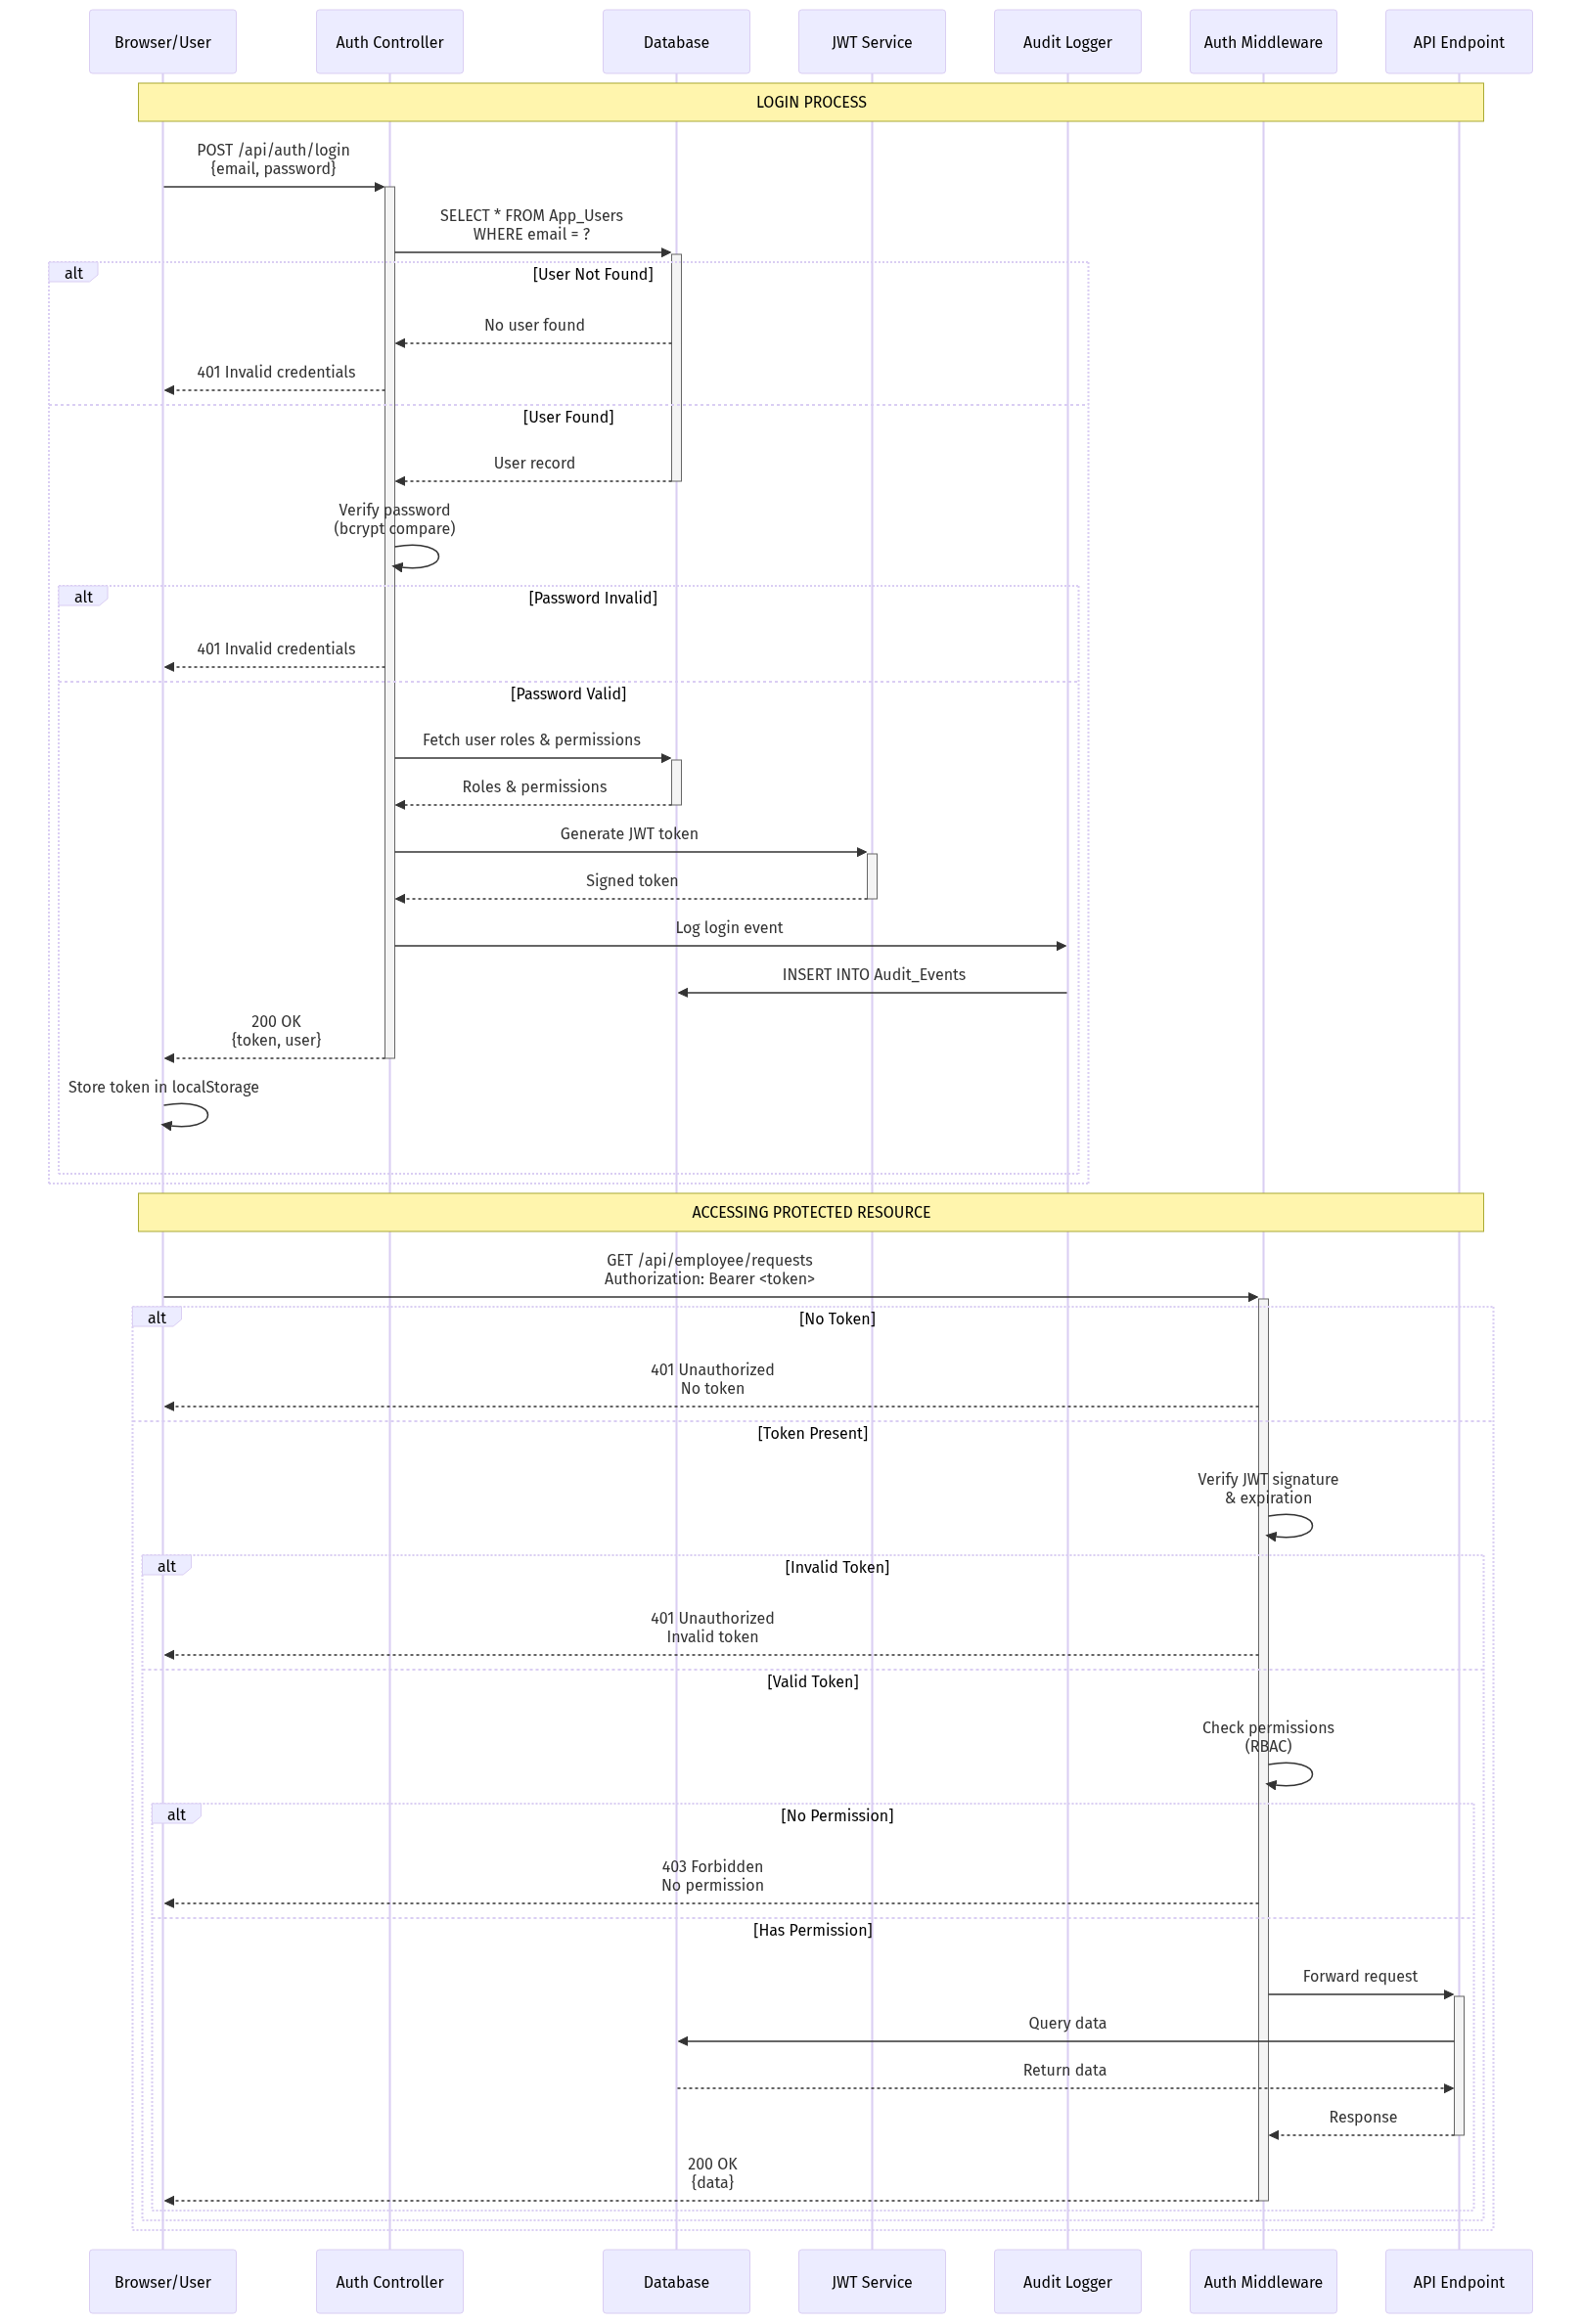 Browser/User
Auth Controller
Database
JWT Service
Audit Logger
Auth Middleware
API Endpoint
LOGIN PROCESS
POST /api/auth/login
{email, password}
SELECT * FROM App_Users
WHERE email = ?
alt
[User Not Found]
No user found
401 Invalid credentials
[User Found]
User record
Verify password
(bcrypt compare)
alt
[Password Invalid]
401 Invalid credentials
[Password Valid]
Fetch user roles & permissions
Roles & permissions
Generate JWT token
Signed token
Log login event
INSERT INTO Audit_Events
200 OK
{token, user}
Store token in localStorage
ACCESSING PROTECTED RESOURCE
GET /api/employee/requests
Authorization: Bearer <token>
alt
[No Token]
401 Unauthorized
No token
[Token Present]
Verify JWT signature
& expiration
alt
[Invalid Token]
401 Unauthorized
Invalid token
[Valid Token]
Check permissions
(RBAC)
alt
[No Permission]
403 Forbidden
No permission
[Has Permission]
Forward request
Query data
Return data
Response
200 OK
{data}
Browser/User
Auth Controller
Database
JWT Service
Audit Logger
Auth Middleware
API Endpoint